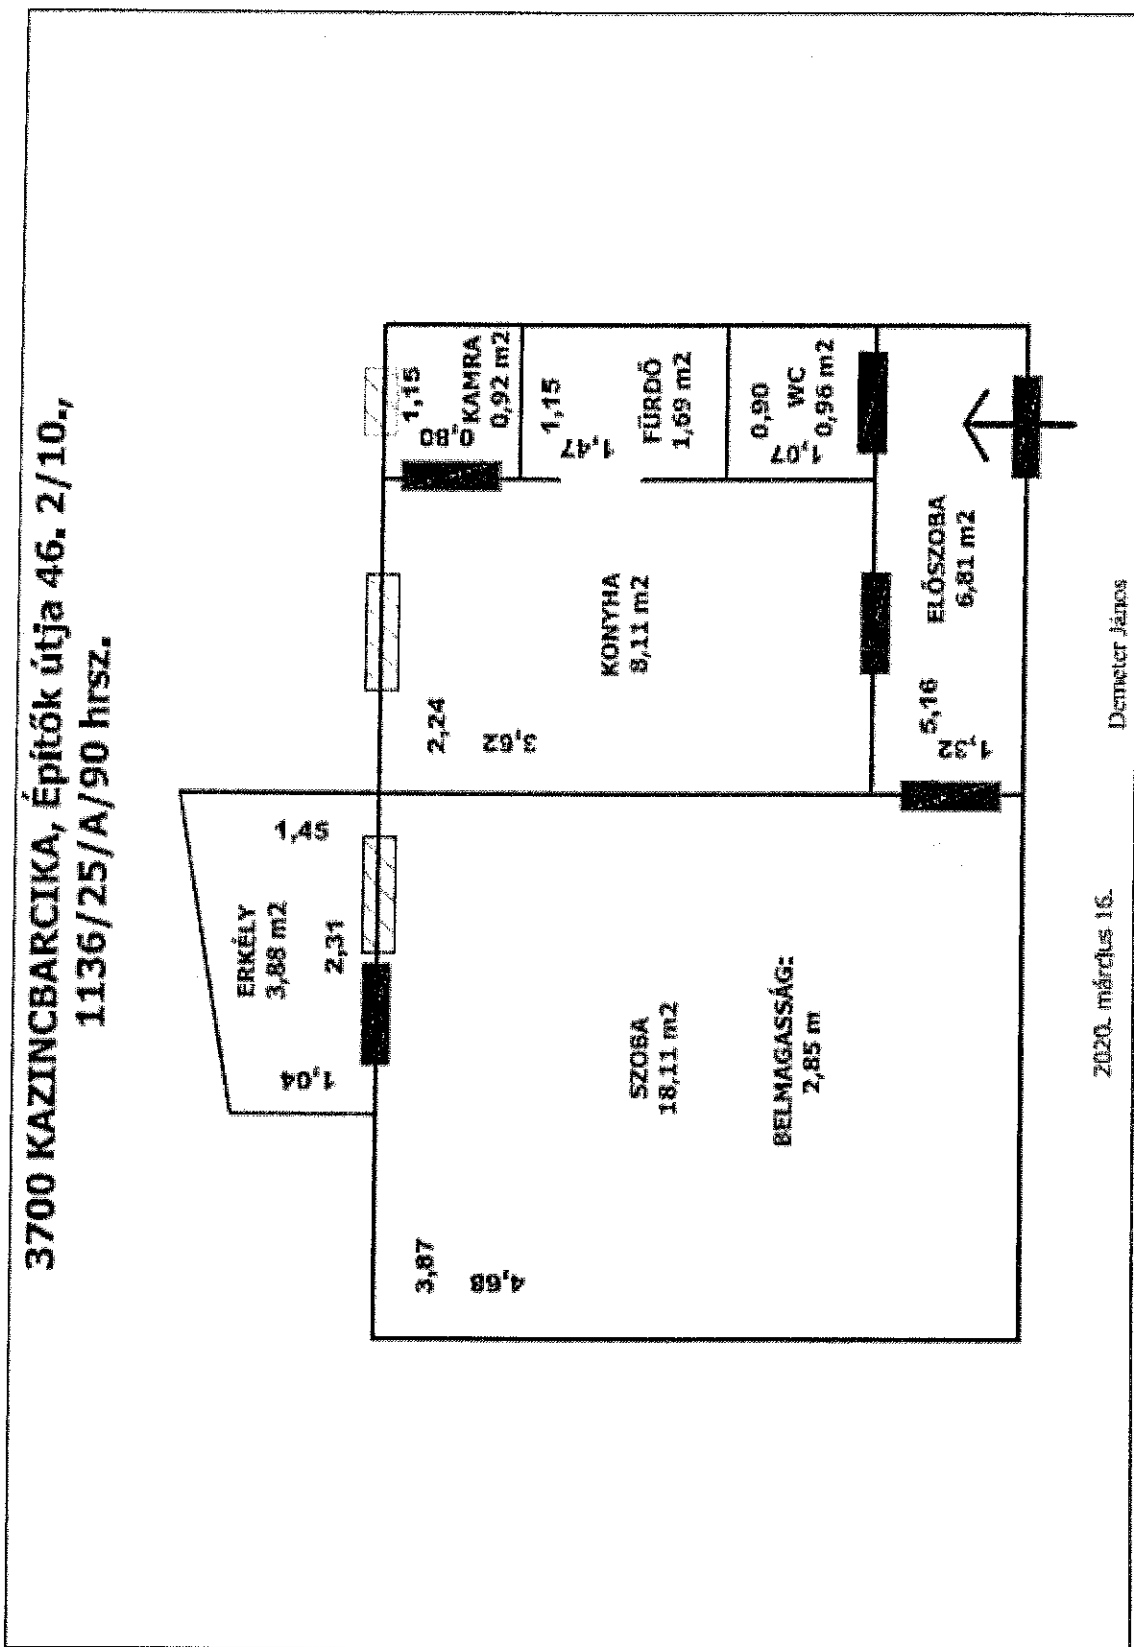 3700 KAZINCBARCIKA, Építők útja 46. 2/10.,
1136/25/A/90 hrsz.
ERKÉLY
3,88 m2
1,04
2,31
1,45
3,87
4,68
SZOBA
18,11 m2
BELMAGASSÁG::
2,85 m
2,24
3,62
KONYHA
8,11 m2
1,15
0,80
KAMRA
0,92 m2
1,15
1,47
FÜRDŐ
1,69 m2
0,90
1,07
WC
0,96 m2
5,16
1,32
ELŐSZOBA
6,81 m2
2020. március 16.
Demeter János